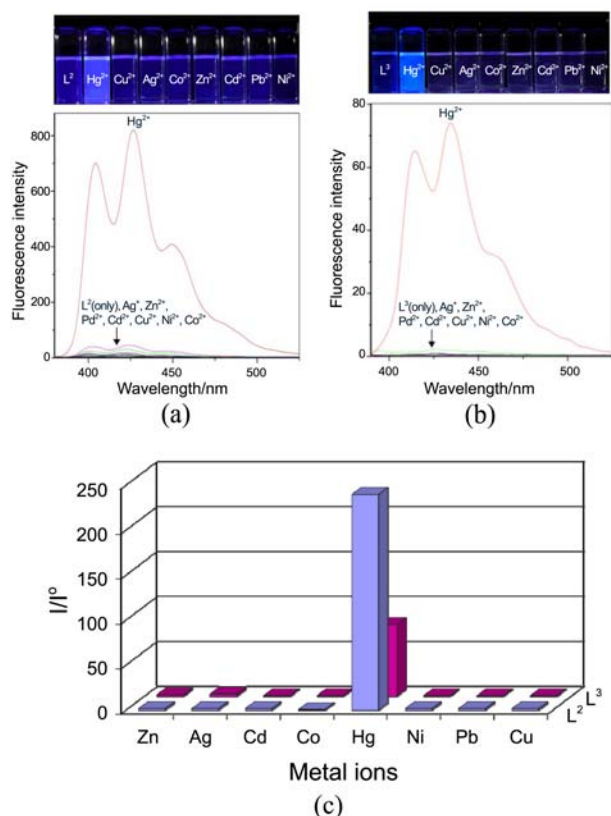 L² Hg²⁺ Cu²⁺ Ag²⁺ Co²⁺ Zn²⁺ Cd²⁺ Pb²⁺ Ni²⁺
Fluorescence intensity
800
600
400
200
0
Hg²⁺
L²(only), Ag⁺, Zn²⁺,
Pd²⁺, Cd²⁺, Cu²⁺, Ni²⁺, Co²⁺
400 450 500
Wavelength/nm
(a)
L³ Hg²⁺ Cu²⁺ Ag²⁺ Co²⁺ Zn²⁺ Cd²⁺ Pb²⁺ Ni²⁺
Fluorescence intensity
80
60
40
20
0
Hg²⁺
L³(only), Ag⁺, Zn²⁺,
Pd²⁺, Cd²⁺, Cu²⁺, Ni²⁺, Co²⁺
400 450 500
Wavelength/nm
(b)
I/I°
250
200
150
100
50
0
Zn Ag Cd Co Hg Ni Pb Cu
L³
L²
Metal ions
(c)